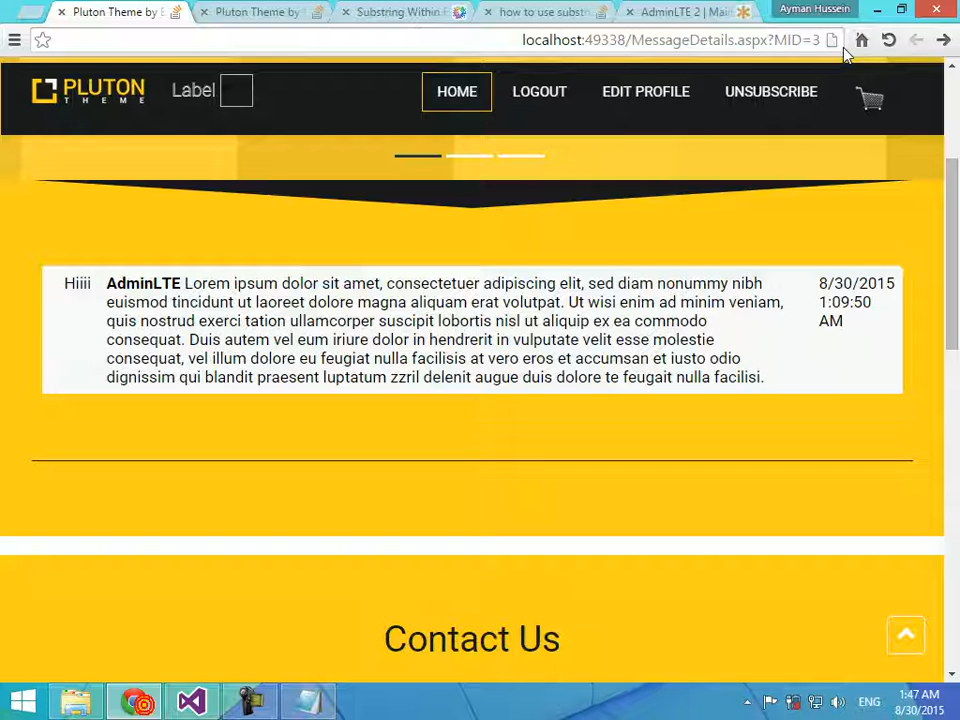 Pluton Theme by E
Pluton Theme by
Substring Within
how to use subst
AdminLTE 2 | Mai
Ayman Hussein
localhost:49338/MessageDetails.aspx?MID=3
PLUTON
THEME
Label
HOME
LOGOUT
EDIT PROFILE
UNSUBSCRIBE
Hiiii
AdminLTE Lorem ipsum dolor sit amet, consectetuer adipiscing elit, sed diam nonummy nibh
euismod tincidunt ut laoreet dolore magna aliquam erat volutpat. Ut wisi enim ad minim veniam,
quis nostrud exerci tation ullamcorper suscipit lobortis nisl ut aliquip ex ea commodo
consequat. Duis autem vel eum iriure dolor in hendrerit in vulputate velit esse molestie
consequat, vel illum dolore eu feugiat nulla facilisis at vero eros et accumsan et iusto odio
dignissim qui blandit praesent luptatum zzril delenit augue duis dolore te feugait nulla facilisi.
8/30/2015
1:09:50
AM
Contact Us
ENG
1:47 AM
8/30/2015